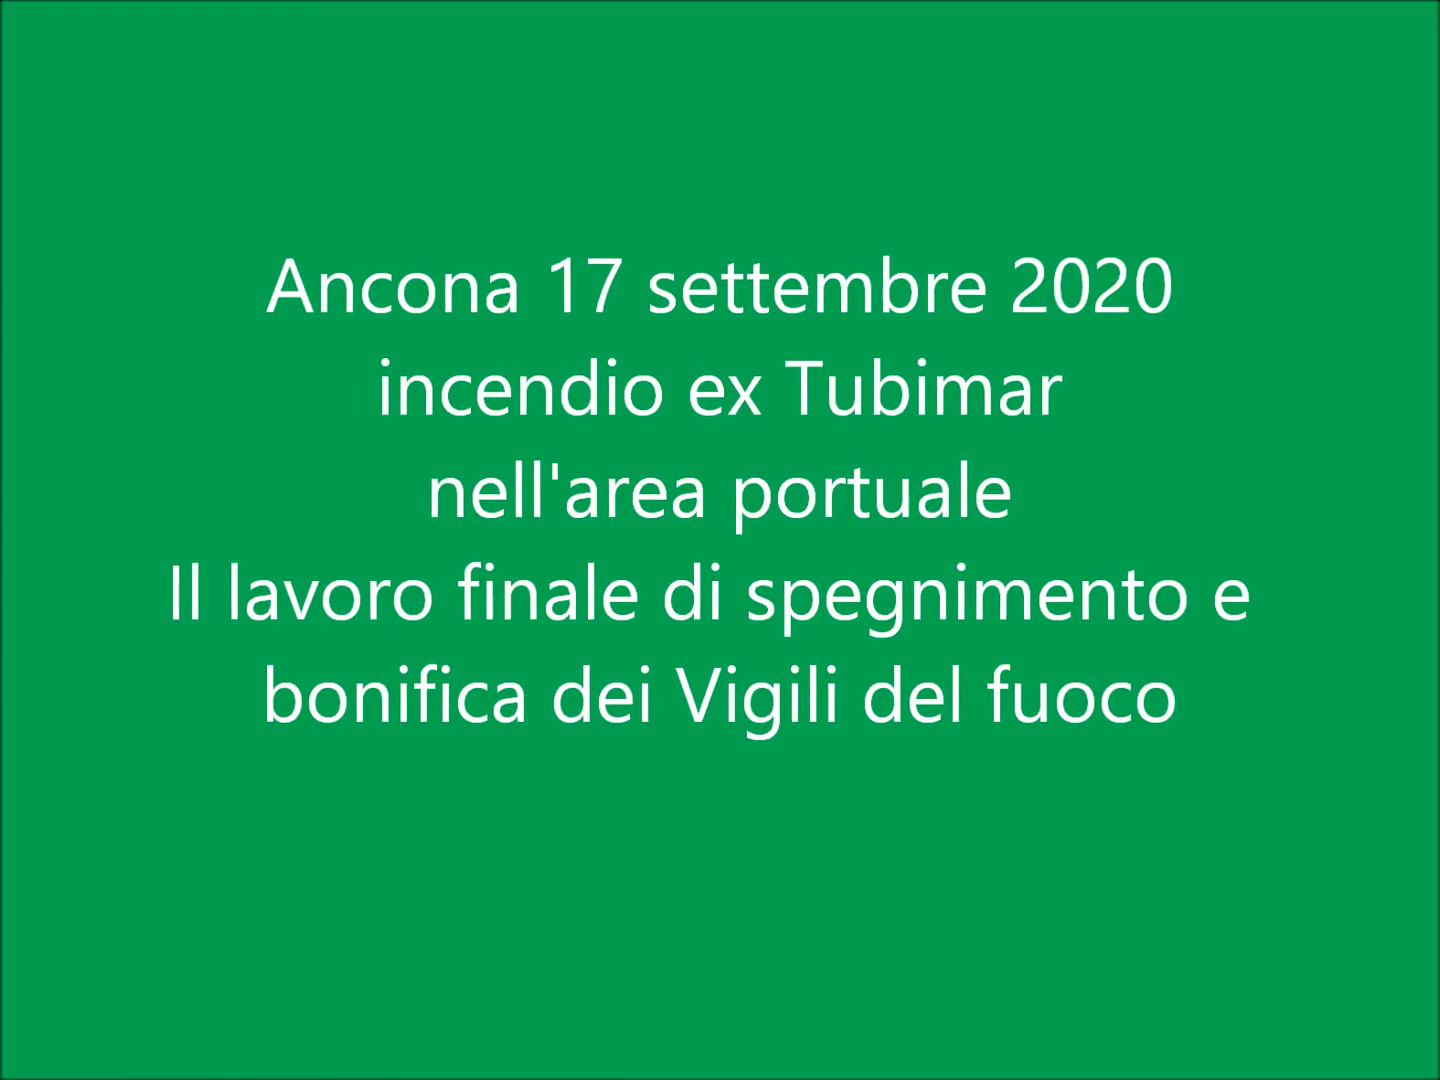 Ancona 17 settembre 2020
incendio ex Tubimar
nell'area portuale
Il lavoro finale di spegnimento e
bonifica dei Vigili del fuoco